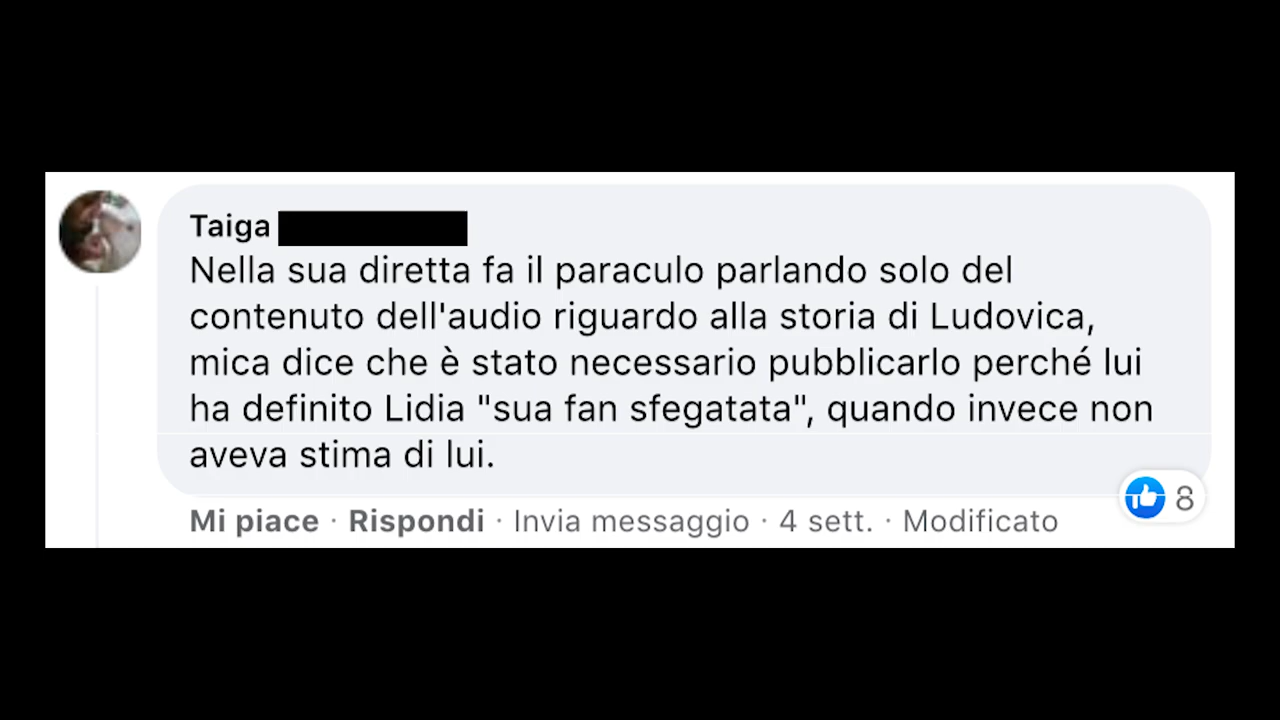 Taiga
Nella sua diretta fa il paraculo parlando solo del
contenuto dell'audio riguardo alla storia di Ludovica,
mica dice che è stato necessario pubblicarlo perché lui
ha definito Lidia "sua fan sfegatata", quando invece non
aveva stima di lui.
8
Mi piace · Rispondi · Invia messaggio · 4 sett. · Modificato